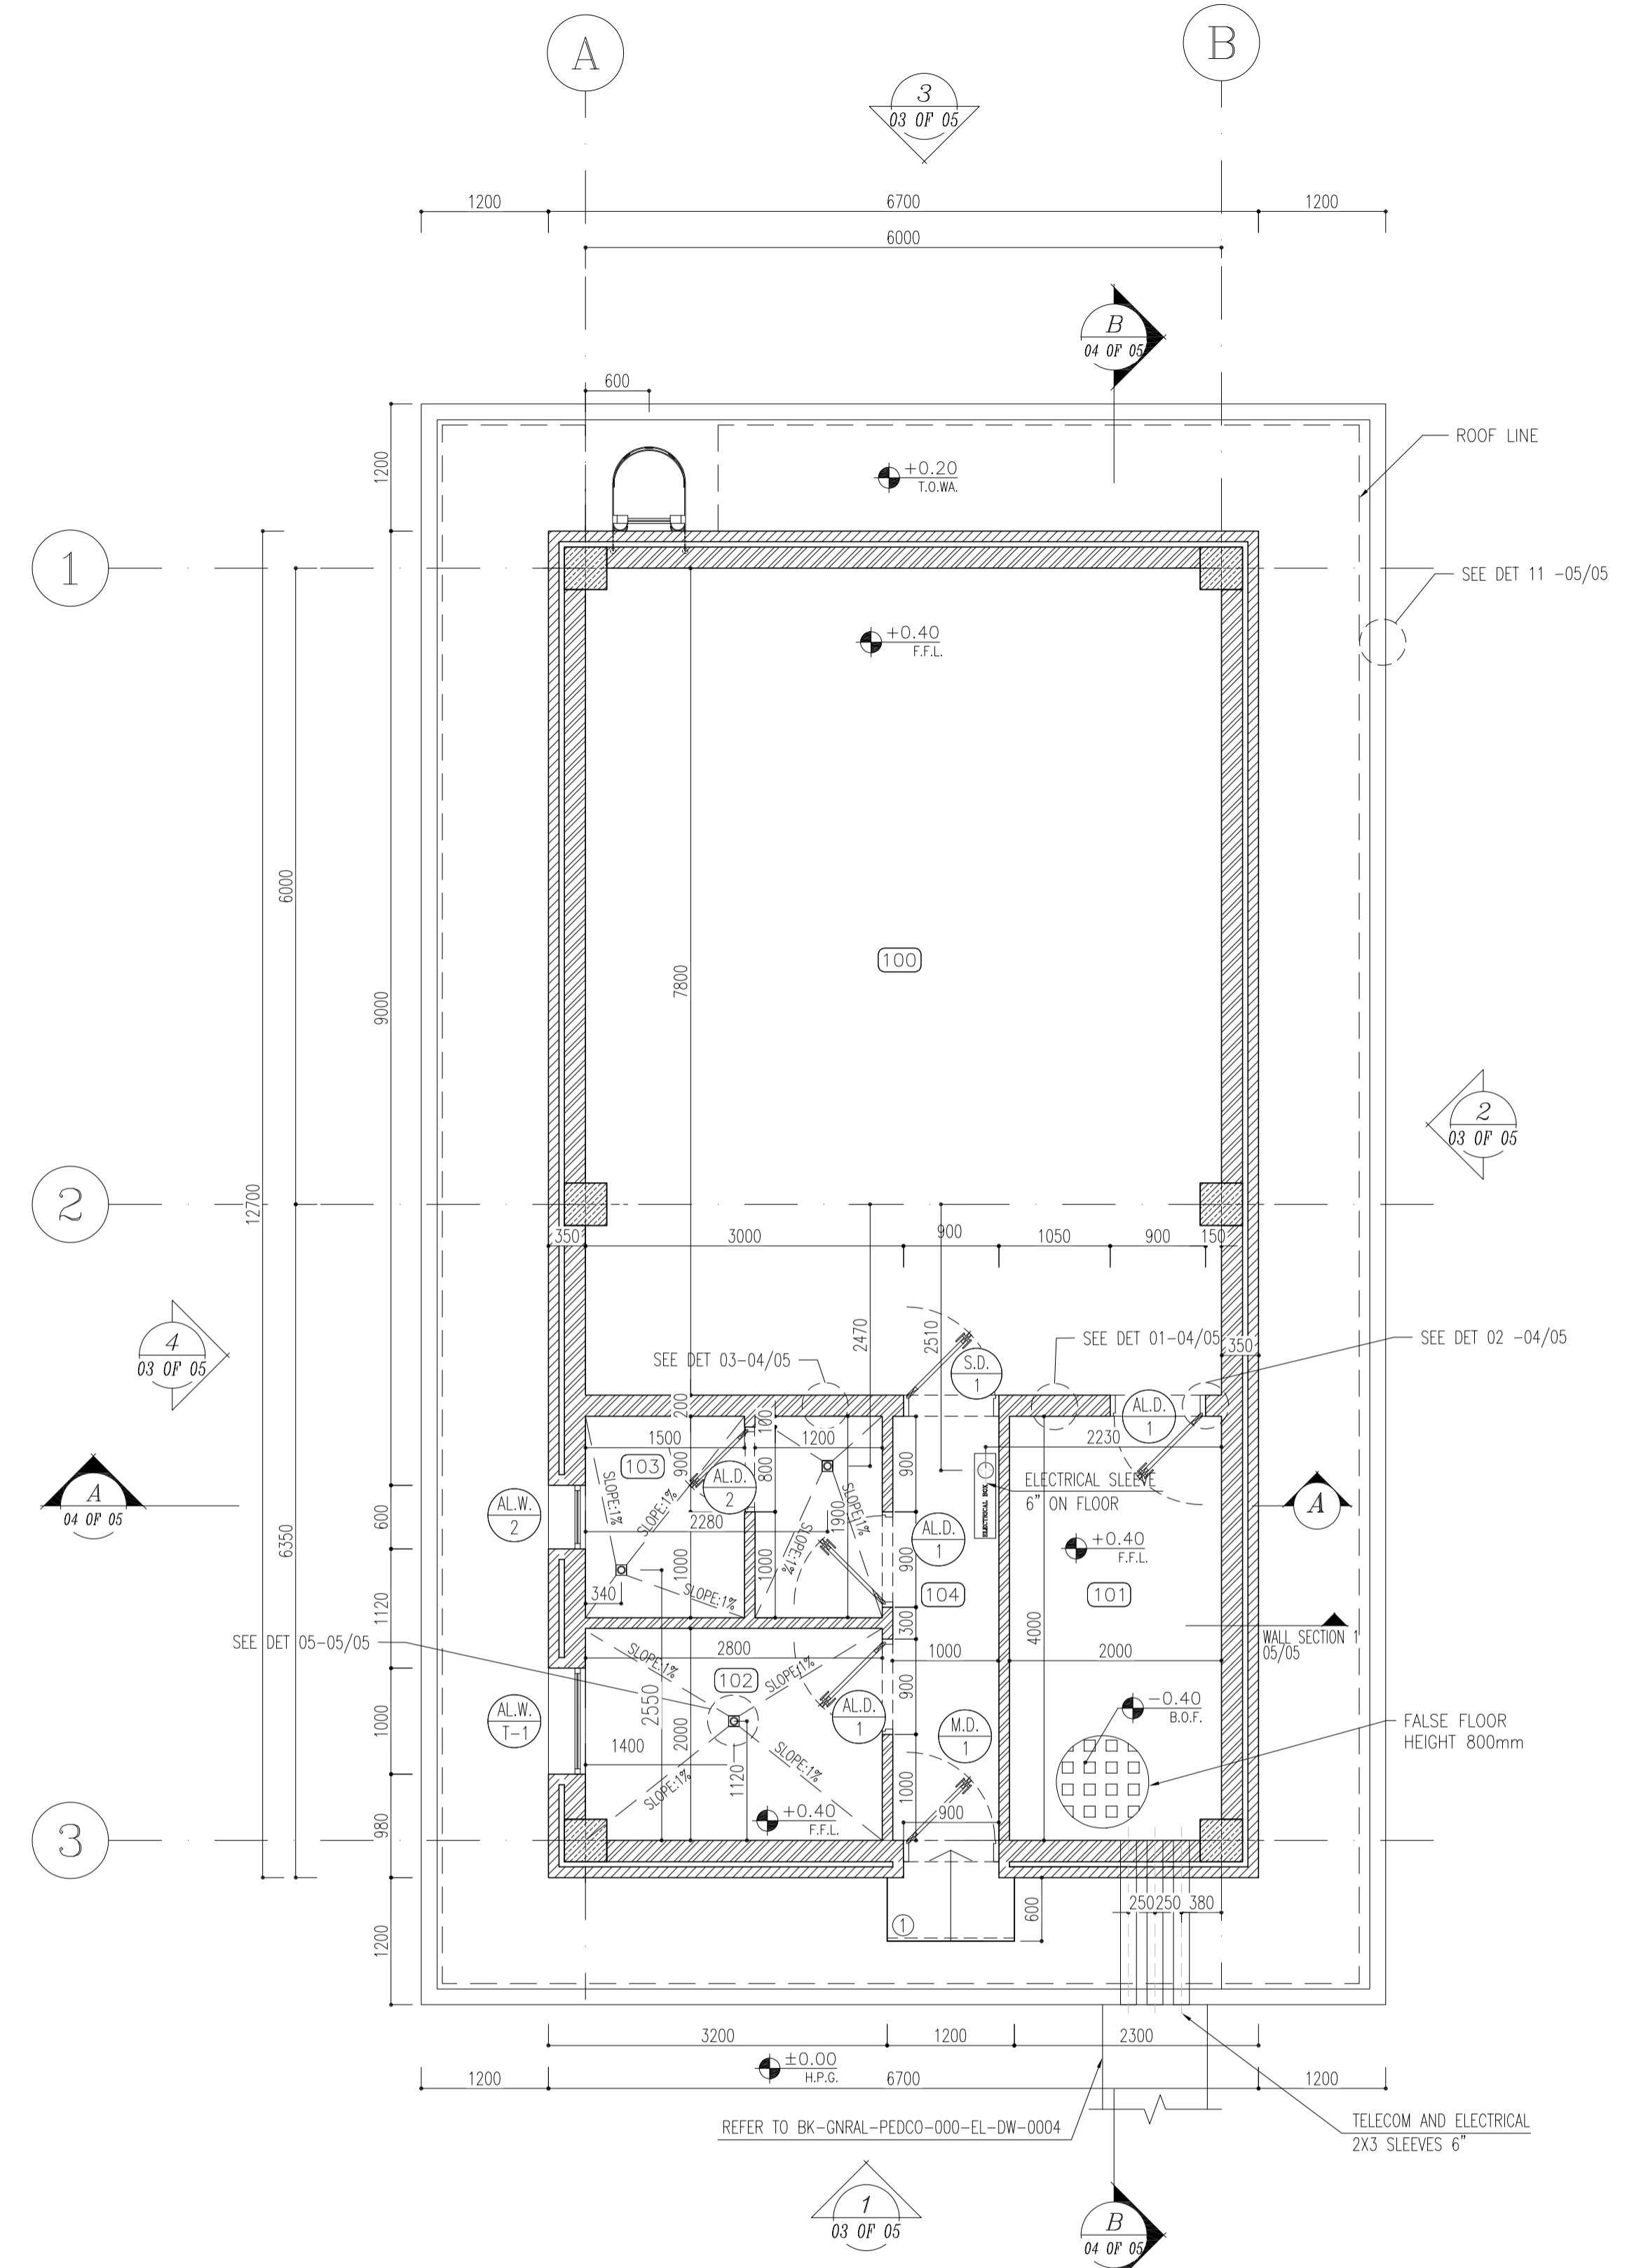 A
B
3
03 OF 05
1200
6700
1200
6000
B
04 OF 05
600
ROOF LINE
1200
+0.20
T.O.WA.
1
SEE DET 11 -05/05
+0.40
F.F.L.
6000
9000
7800
100
2
03 OF 05
2
12700
350
3000
900
1050
900
150
4
03 OF 05
2470
2510
SEE DET 03-04/05
S.D.
1
SEE DET 01-04/05
350
SEE DET 02 -04/05
200
100
AL.D.
1
1500
1200
2230
103
900
AL.D.
2
800
900
ELECTRICAL SLEEVE
6" ON FLOOR
ELECTRICAL BOX
A
04 OF 05
A
600
AL.W.
2
SLOPE:1%
SLOPE:1%
2280
1900
SLOPE:1%
SLOPE:1%
AL.D.
1
+0.40
F.F.L.
6350
1000
1000
900
340
SLOPE:1%
104
101
1120
300
4000
WALL SECTION 1
05/05
SEE DET 05-05/05
2800
SLOPE:1%
102
SLOPE:1%
1000
2000
900
AL.W.
T-1
1000
2550
2000
AL.D.
1
M.D.
1
-0.40
B.O.F.
FALSE FLOOR
HEIGHT 800mm
1400
1120
SLOPE:1%
SLOPE:1%
1000
900
+0.40
F.F.L.
3
980
1
600
250
250
380
1200
3200
1200
2300
±0.00
H.P.G.
1200
6700
1200
REFER TO BK-GNRAL-PEDCO-000-EL-DW-0004
TELECOM AND ELECTRICAL
2X3 SLEEVES 6"
1
03 OF 05
B
04 OF 05